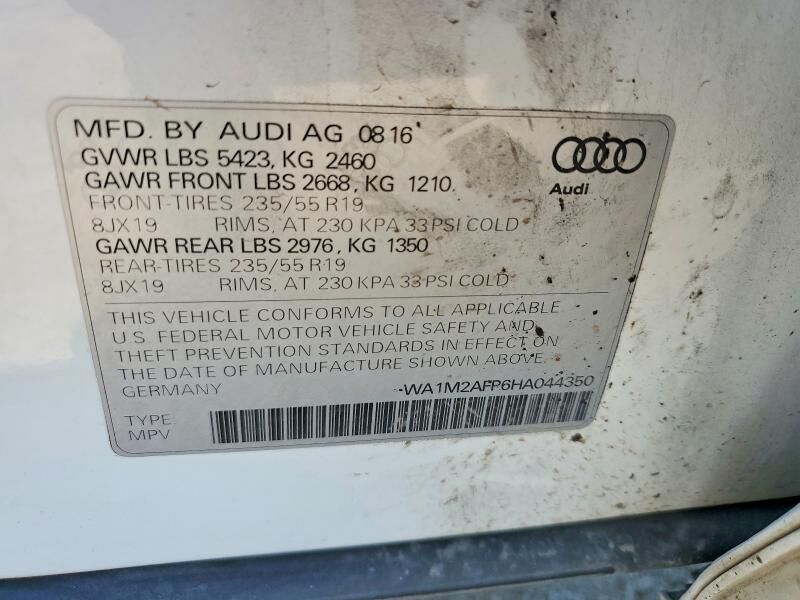 MFD. BY AUDI AG 08 16
GVWR LBS 5423, KG 2460
GAWR FRONT LBS 2668, KG 1210.
FRONT-TIRES 235/55 R19
8JX19 RIMS, AT 230 KPA 33 PSI COLD
GAWR REAR LBS 2976, KG 1350
REAR-TIRES 235/55 R19
8JX19 RIMS, AT 230 KPA 33 PSI COLD
Audi
THIS VEHICLE CONFORMS TO ALL APPLICABLE
U.S. FEDERAL MOTOR VEHICLE SAFETY AND
THEFT PREVENTION STANDARDS IN EFFECT ON
THE DATE OF MANUFACTURE SHOWN ABOVE.
GERMANY -WA1M2AFP6HA044350
TYPE:
MPV